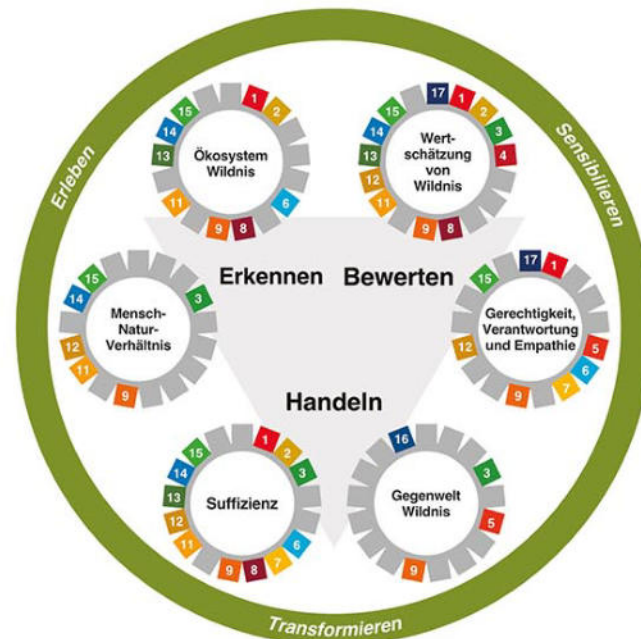 Erleben
Sensibilieren
1
2
6
8
9
11
13
14
15
Ökosystem
Wildnis
17
1
2
3
4
8
9
11
12
13
14
15
Wert-
schätzung
von
Wildnis
Erkennen
Bewerten
3
9
11
12
14
15
Mensch-
Natur-
Verhältnis
17
1
5
6
7
9
12
15
Gerechtigkeit,
Verantwortung
und Empathie
Handeln
1
2
3
6
7
8
9
11
12
13
14
15
Suffizienz
16
3
5
9
Gegenwelt
Wildnis
Transformieren